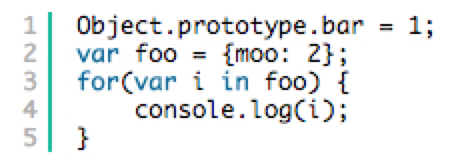 1 Object.prototype.bar = 1;
2 var foo = {moo: 2};
3 for(var i in foo) {
4     console.log(i);
5 }